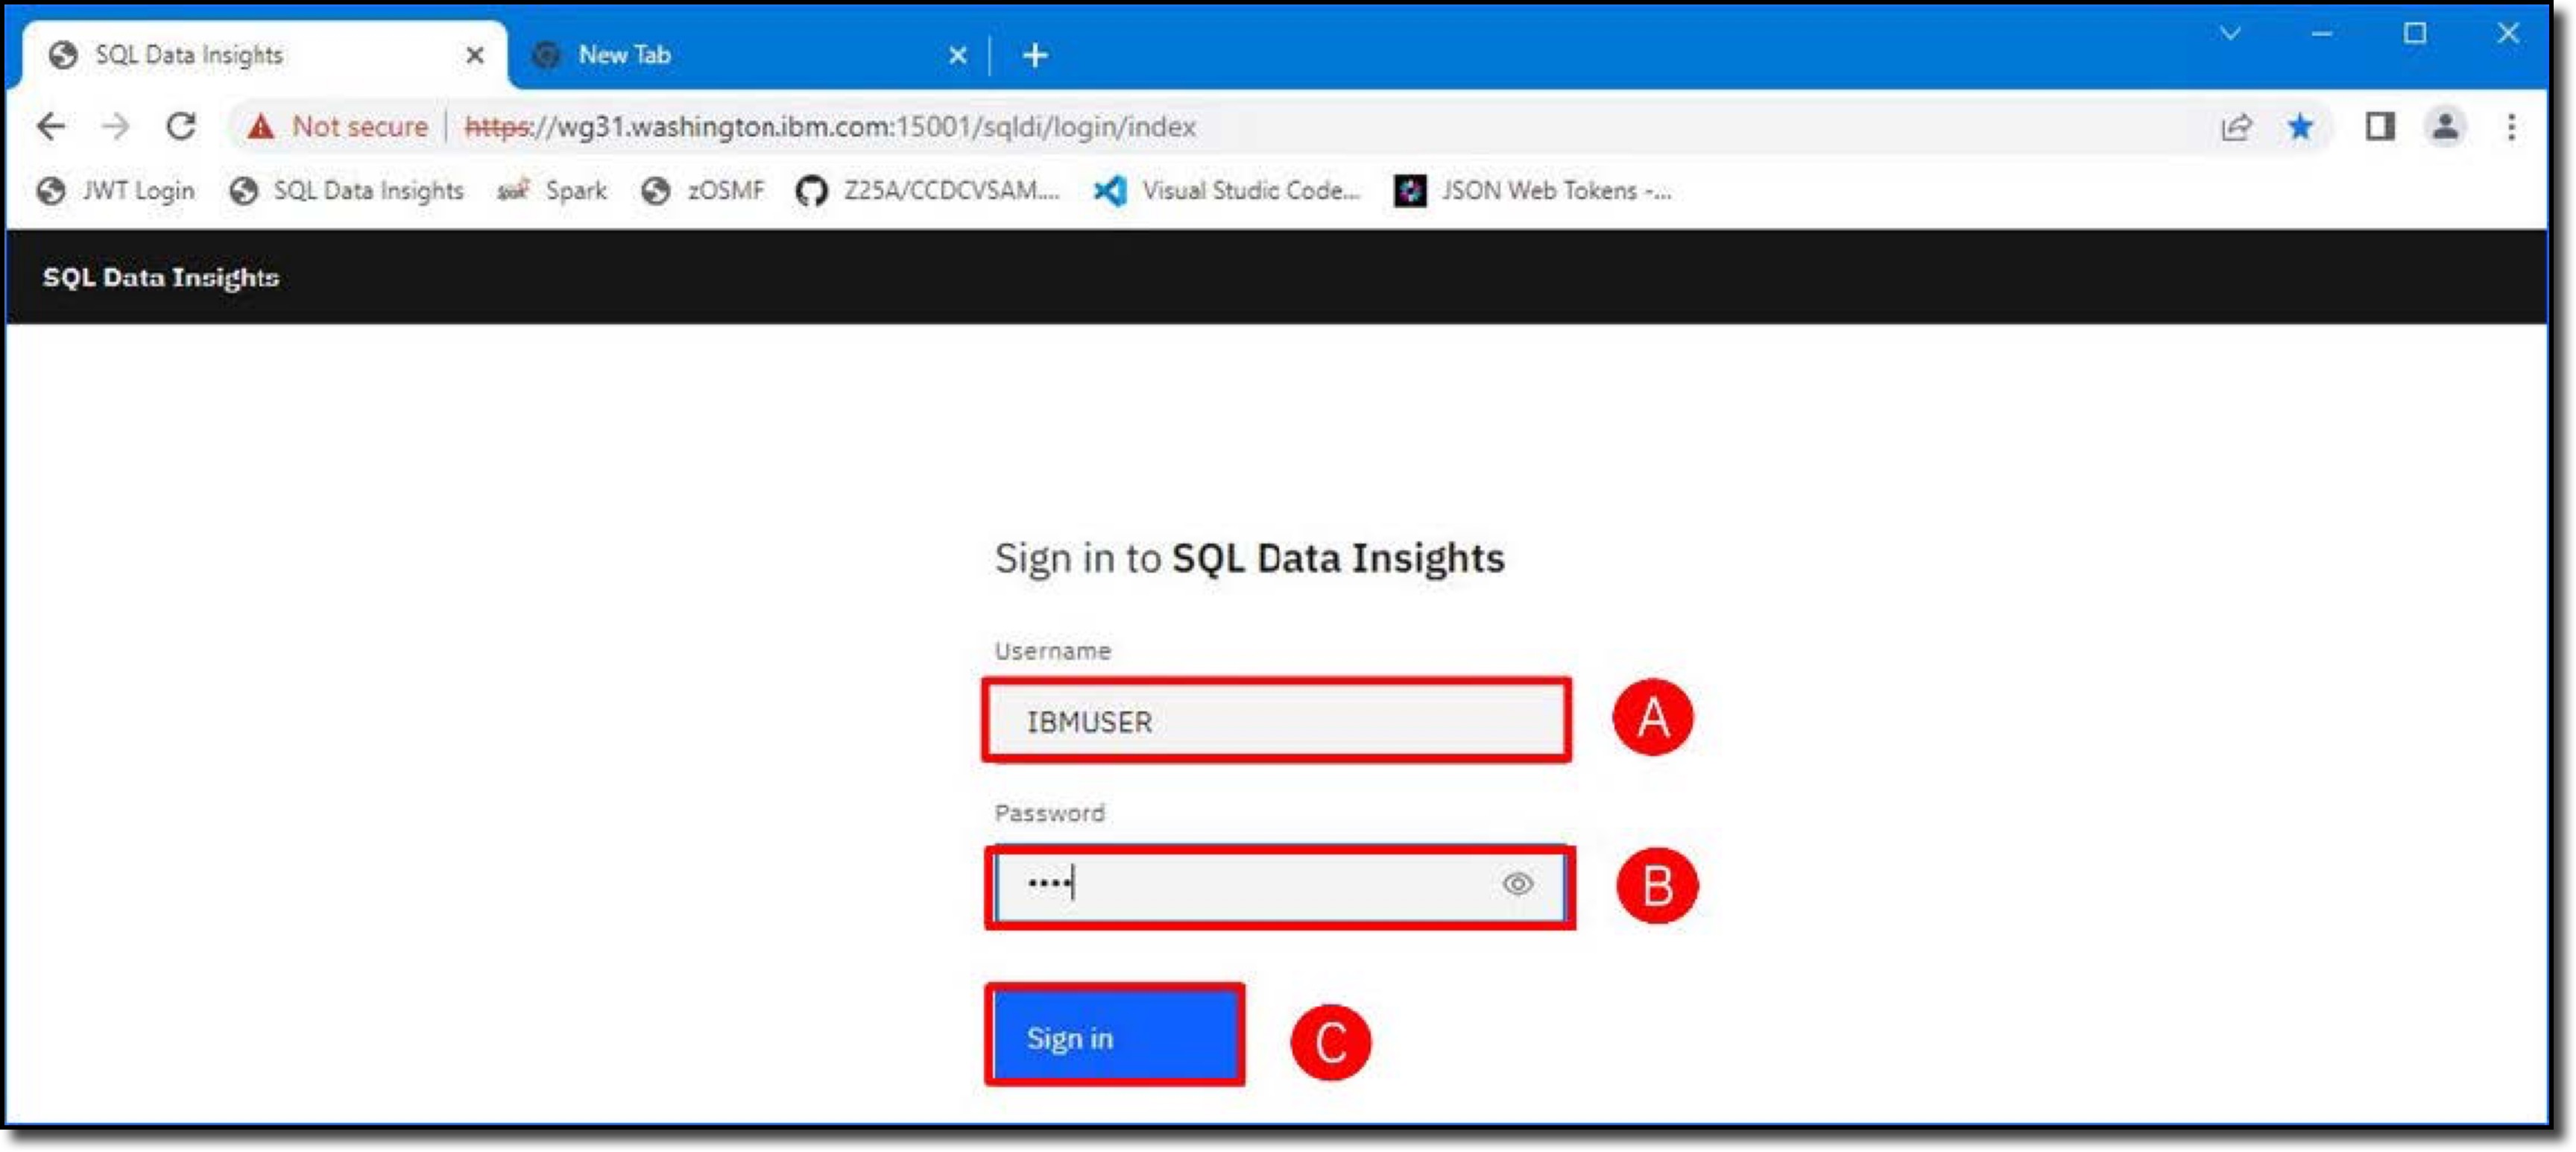 SQL Data Insights
New Tab
Not secure https://wg31.washington.ibm.com:15001/sqldi/login/index
JWT Login SQL Data Insights Spark zOSMF Z25A/CCDCVSAM.... Visual Studio Code... JSON Web Tokens -...
SQL Data Insights
Sign in to SQL Data Insights
Username
IBMUSER
A
Password
••••
B
Sign in
C